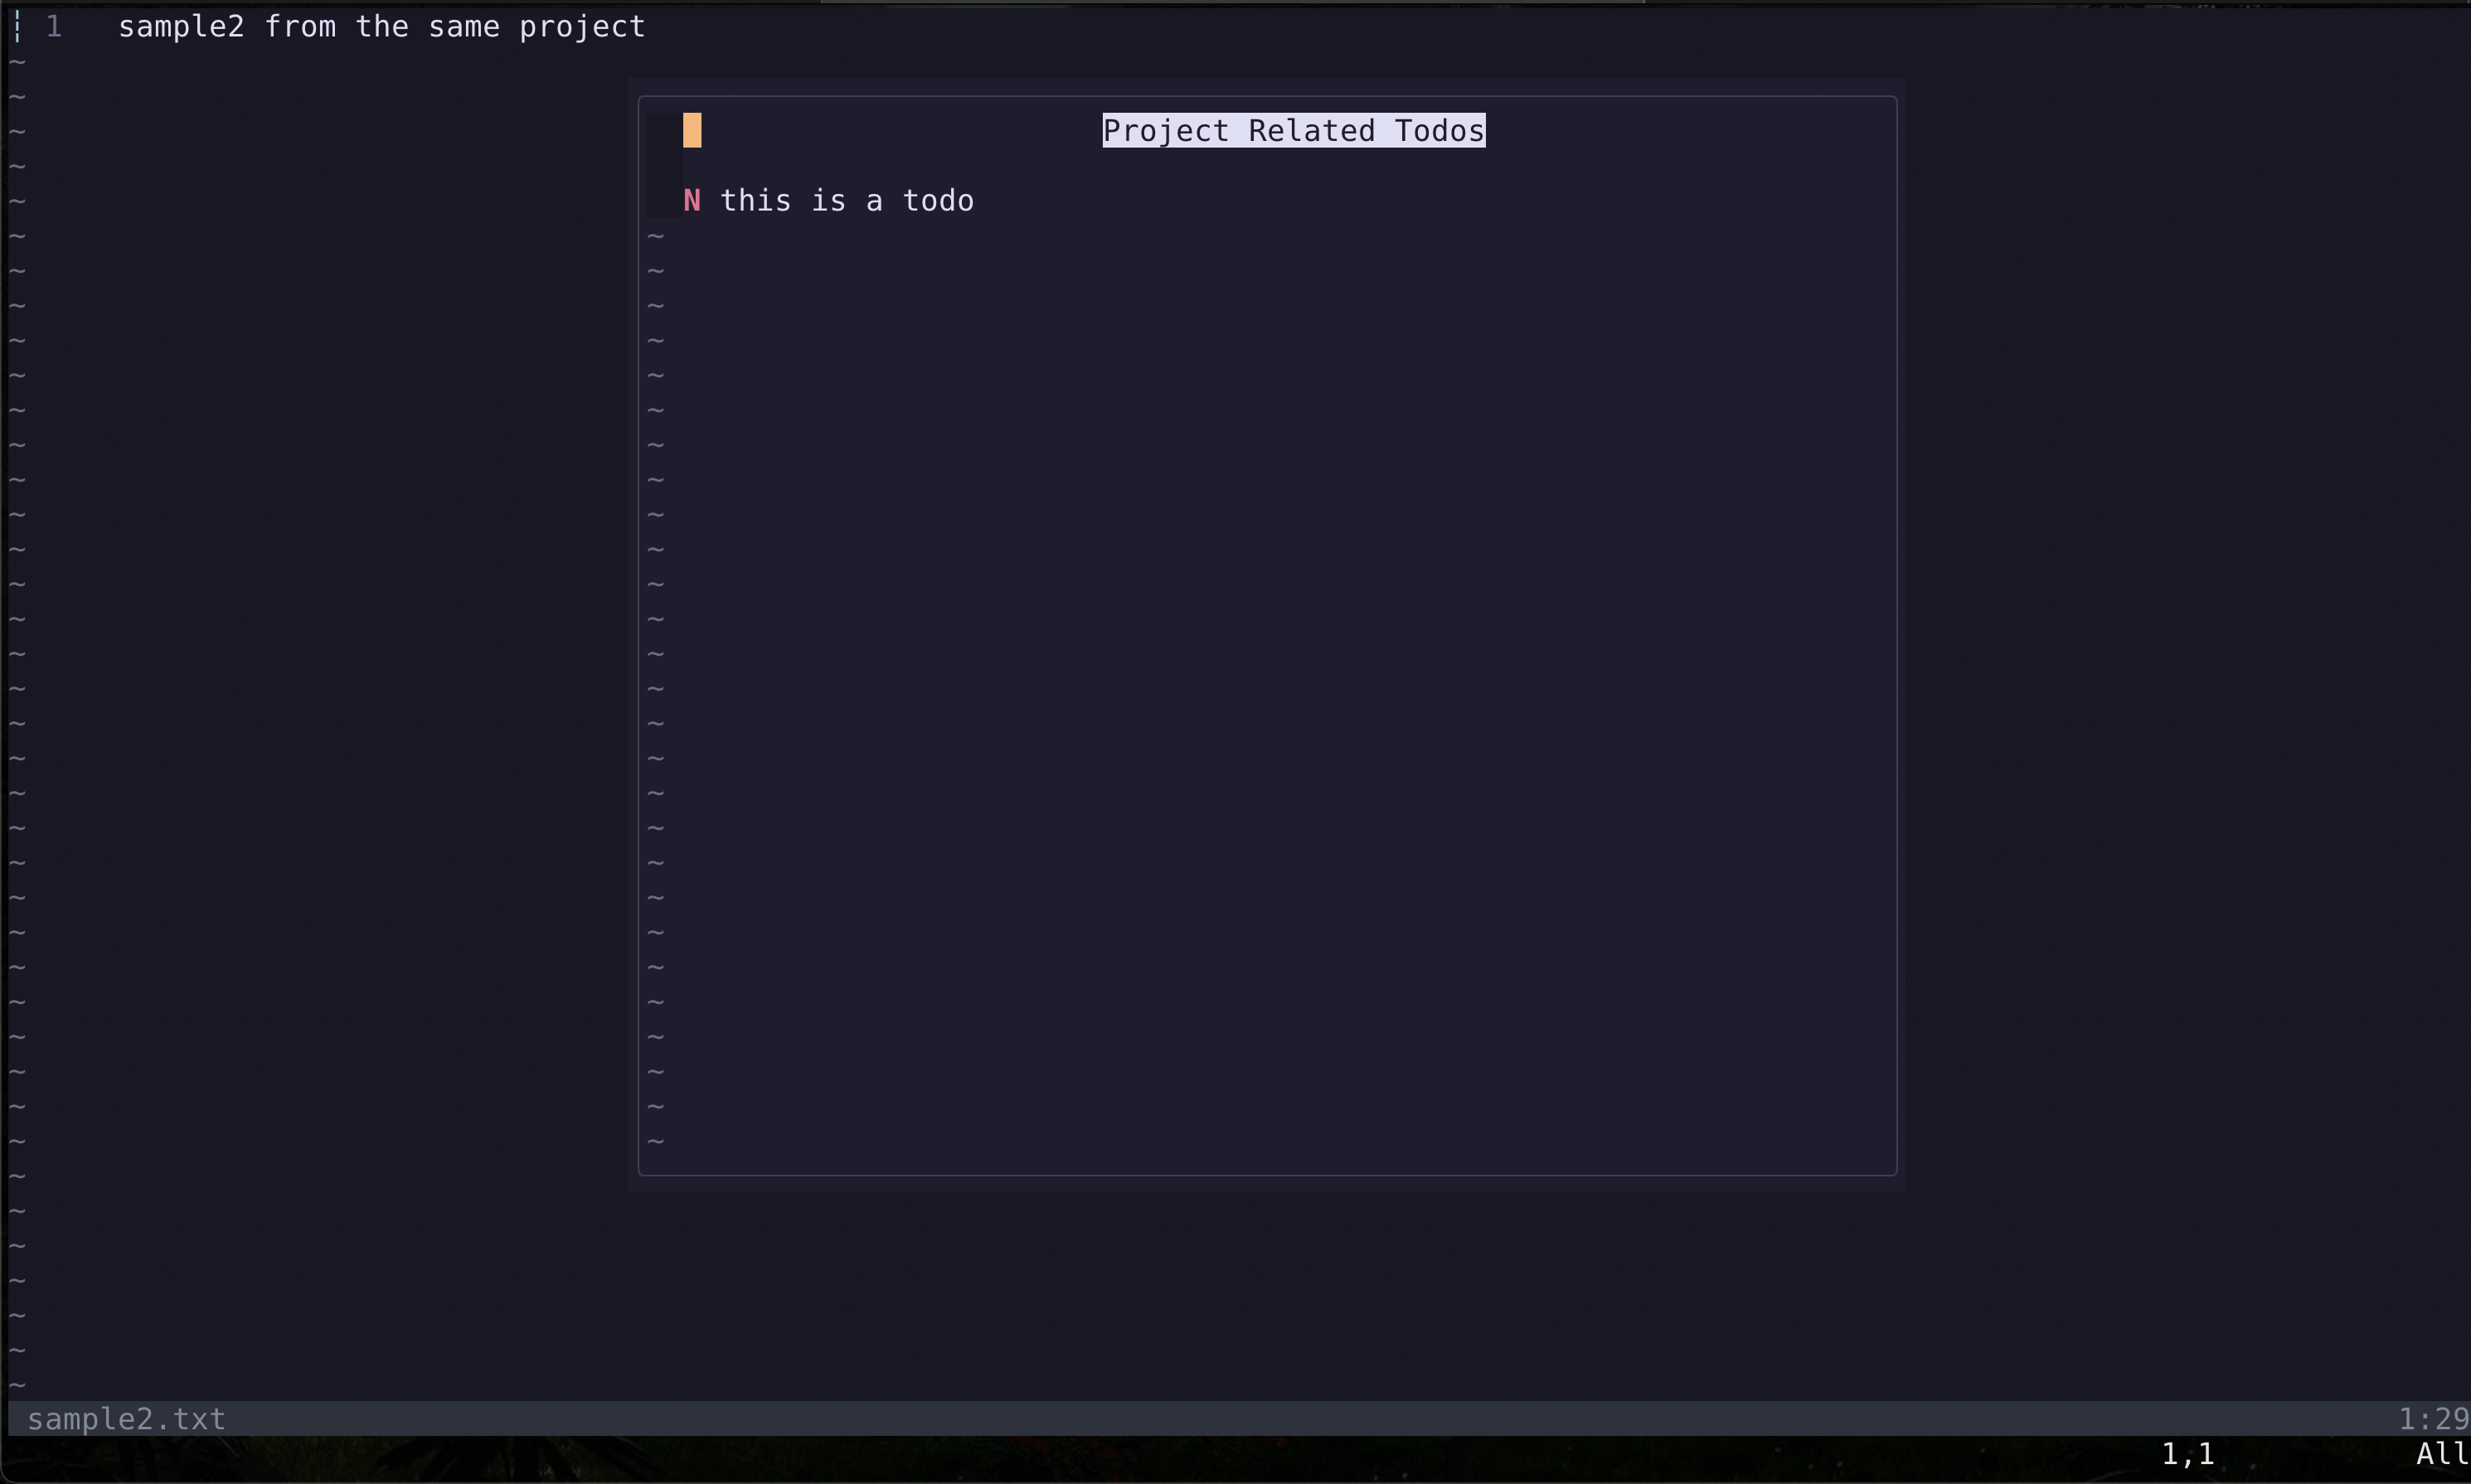 1 sample2 from the same project
Project Related Todos
N this is a todo
sample2.txt 1:29
1,1 All